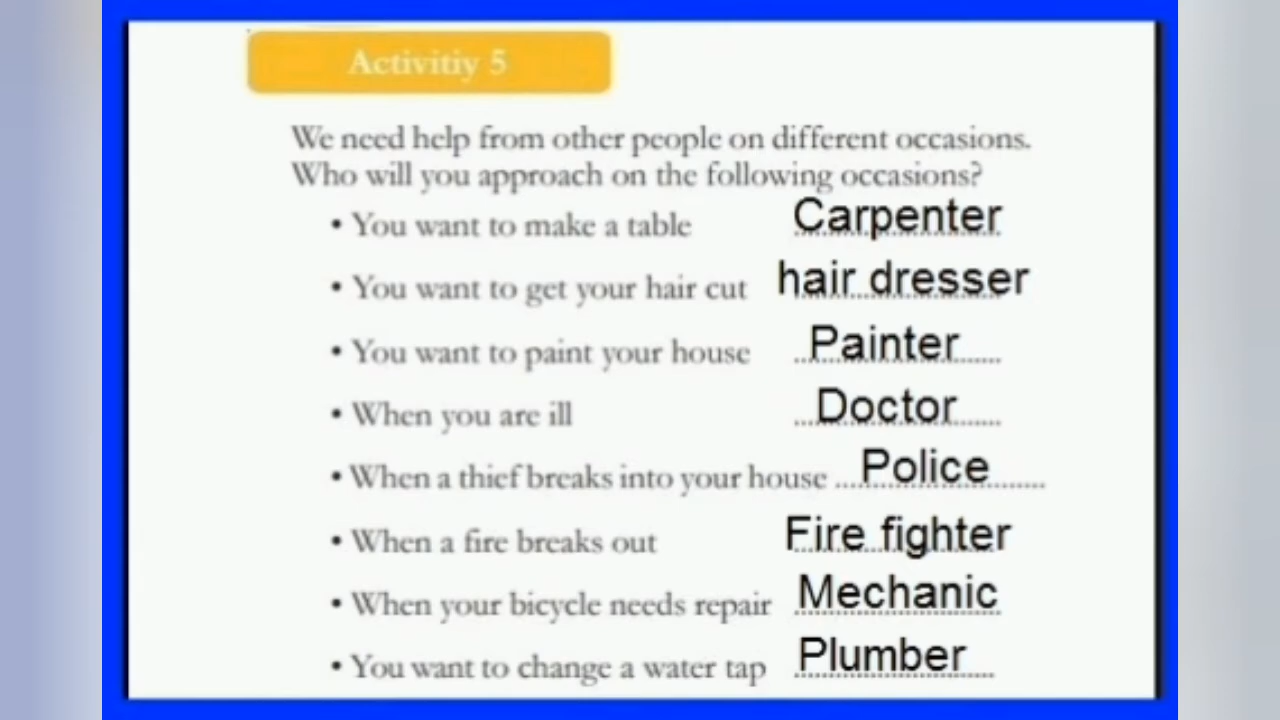 Activitiy 5
We need help from other people on different occasions.
Who will you approach on the following occasions?
• You want to make a table Carpenter
• You want to get your hair cut hair dresser
• You want to paint your house Painter
• When you are ill Doctor
• When a thief breaks into your house Police
• When a fire breaks out Fire fighter
• When your bicycle needs repair Mechanic
• You want to change a water tap Plumber